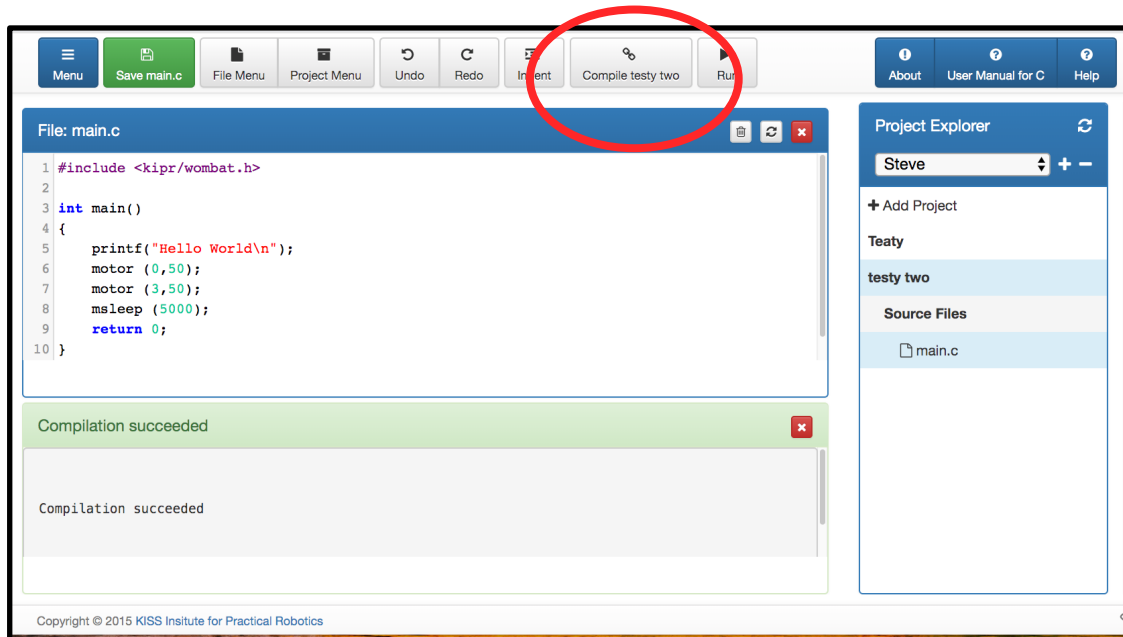 Menu
Save main.c
File Menu
Project Menu
Undo
Redo
Indent
Compile testy two
Run
About
User Manual for C
Help
File: main.c
1 #include <kipr/wombat.h>
2
3 int main()
4 {
5 printf("Hello World\n");
6 motor (0,50);
7 motor (3,50);
8 msleep (5000);
9 return 0;
10 }
Compilation succeeded
Compilation succeeded
Project Explorer
Steve
Add Project
Teaty
testy two
Source Files
main.c
Copyright © 2015 KISS Insitute for Practical Robotics